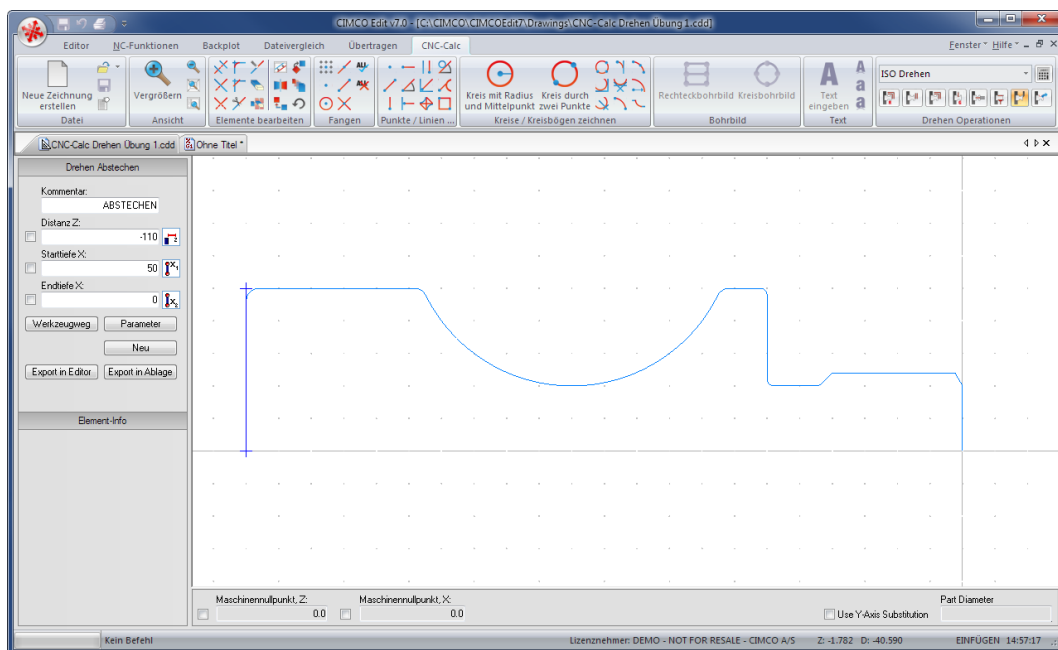 CIMCO Edit v7.0 - [C:\CIMCO\CIMCOEdit7\Drawings\CNC-Calc Drehen Übung 1.cdd]
Editor NC-Funktionen Backplot Dateivergleich Übertragen CNC-Calc Fenster Hilfe
Neue Zeichnung erstellen
Vergrößern
Kreis mit Radius und Mittelpunkt
Kreis durch zwei Punkte
Rechteckbohrbild Kreisbohrbild
Text eingeben
ISO Drehen
Datei Ansicht Elemente bearbeiten Fangen Punkte / Linien ... Kreise / Kreisbögen zeichnen Bohrbild Text Drehen Operationen
CNC-Calc Drehen Übung 1.cdd Ohne Titel *
Drehen Abstechen
Kommentar:
ABSTECHEN
Distanz Z:
-110
Starttiefe X:
50
Endtiefe X:
0
Werkzeugweg Parameter
Neu
Export in Editor Export in Ablage
Element-Info
Maschinennullpunkt, Z: Maschinennullpunkt, X: Part Diameter
0.0 0.0 Use Y-Axis Substitution
Kein Befehl Lizenznehmer: DEMO - NOT FOR RESALE - CIMCO A/S Z: -1.782 D: -40.590 EINFÜGEN 14:57:17